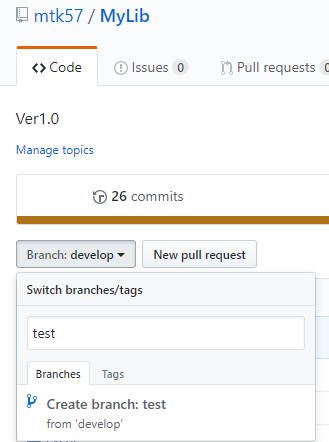 mtk57 / MyLib
Code Issues 0 Pull requests 0
Ver1.0
Manage topics
26 commits
Branch: develop New pull request
Switch branches/tags
test
Branches Tags
Create branch: test
from 'develop'